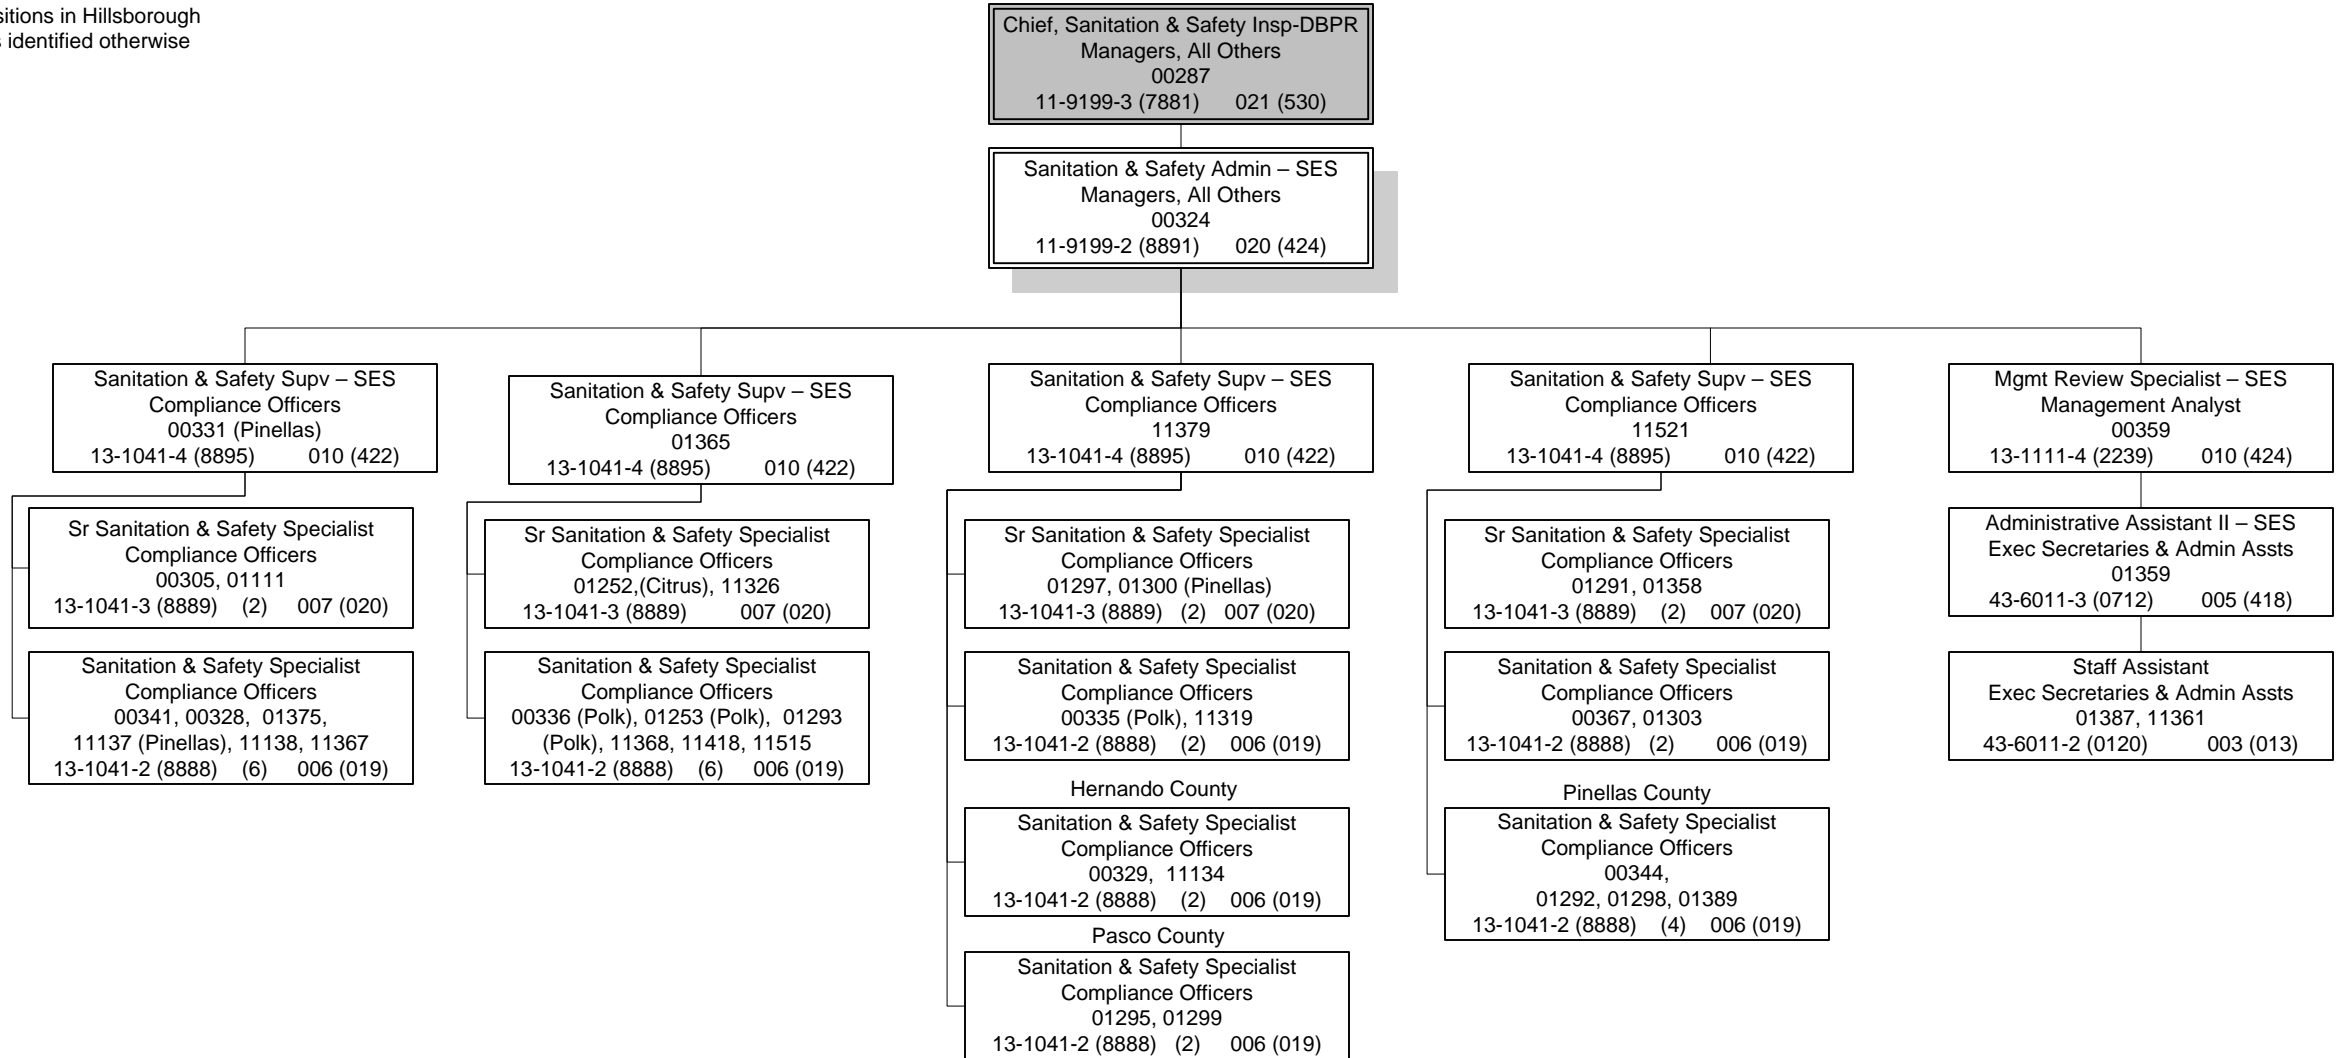 sitions in Hillsborough
identified otherwise
Chief, Sanitation & Safety Insp-DBPR
Managers, All Others
00287
11-9199-3 (7881) 021 (530)
Sanitation & Safety Admin – SES
Managers, All Others
00324
11-9199-2 (8891) 020 (424)
Sanitation & Safety Supv – SES
Compliance Officers
00331 (Pinellas)
13-1041-4 (8895) 010 (422)
Sr Sanitation & Safety Specialist
Compliance Officers
00305, 01111
13-1041-3 (8889) (2) 007 (020)
Sanitation & Safety Specialist
Compliance Officers
00341, 00328, 01375,
11137 (Pinellas), 11138, 11367
13-1041-2 (8888) (6) 006 (019)
Sanitation & Safety Supv – SES
Compliance Officers
01365
13-1041-4 (8895) 010 (422)
Sr Sanitation & Safety Specialist
Compliance Officers
01252,(Citrus), 11326
13-1041-3 (8889) 007 (020)
Sanitation & Safety Specialist
Compliance Officers
00336 (Polk), 01253 (Polk), 01293
(Polk), 11368, 11418, 11515
13-1041-2 (8888) (6) 006 (019)
Sanitation & Safety Supv – SES
Compliance Officers
11379
13-1041-4 (8895) 010 (422)
Sr Sanitation & Safety Specialist
Compliance Officers
01297, 01300 (Pinellas)
13-1041-3 (8889) (2) 007 (020)
Sanitation & Safety Specialist
Compliance Officers
00335 (Polk), 11319
13-1041-2 (8888) (2) 006 (019)
Hernando County
Sanitation & Safety Specialist
Compliance Officers
00329, 11134
13-1041-2 (8888) (2) 006 (019)
Pasco County
Sanitation & Safety Specialist
Compliance Officers
01295, 01299
13-1041-2 (8888) (2) 006 (019)
Sanitation & Safety Supv – SES
Compliance Officers
11521
13-1041-4 (8895) 010 (422)
Sr Sanitation & Safety Specialist
Compliance Officers
01291, 01358
13-1041-3 (8889) (2) 007 (020)
Sanitation & Safety Specialist
Compliance Officers
00367, 01303
13-1041-2 (8888) (2) 006 (019)
Pinellas County
Sanitation & Safety Specialist
Compliance Officers
00344,
01292, 01298, 01389
13-1041-2 (8888) (4) 006 (019)
Mgmt Review Specialist – SES
Management Analyst
00359
13-1111-4 (2239) 010 (424)
Administrative Assistant II – SES
Exec Secretaries & Admin Assts
01359
43-6011-3 (0712) 005 (418)
Staff Assistant
Exec Secretaries & Admin Assts
01387, 11361
43-6011-2 (0120) 003 (013)